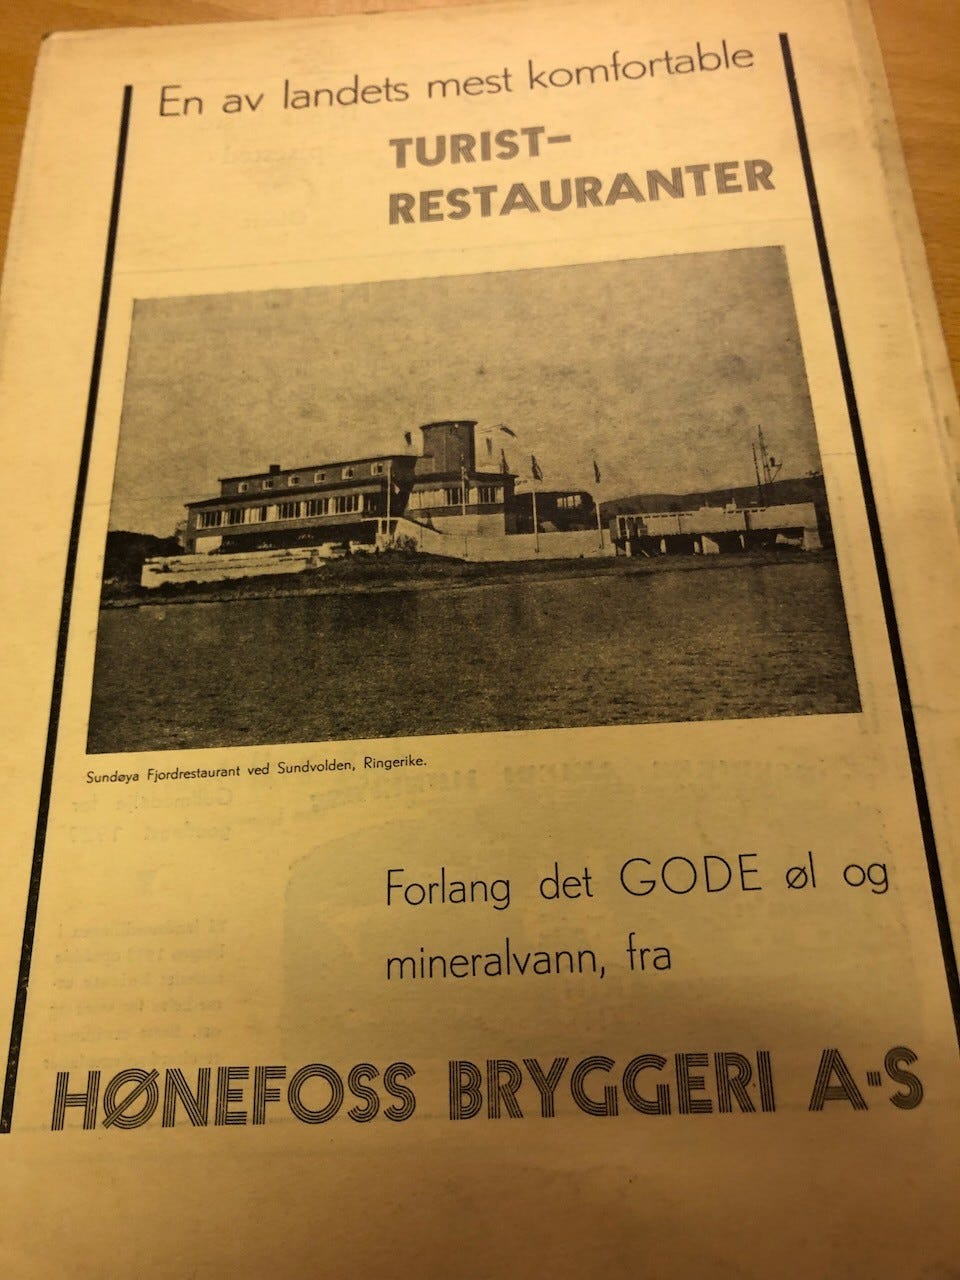 En av landets mest komfortable
TURIST-
RESTAURANTER
Sundøya Fjordrestaurant ved Sundvolden, Ringerike.
Forlang det GODE øl og
mineralvann, fra
HØNEFOSS BRYGGERI A-S